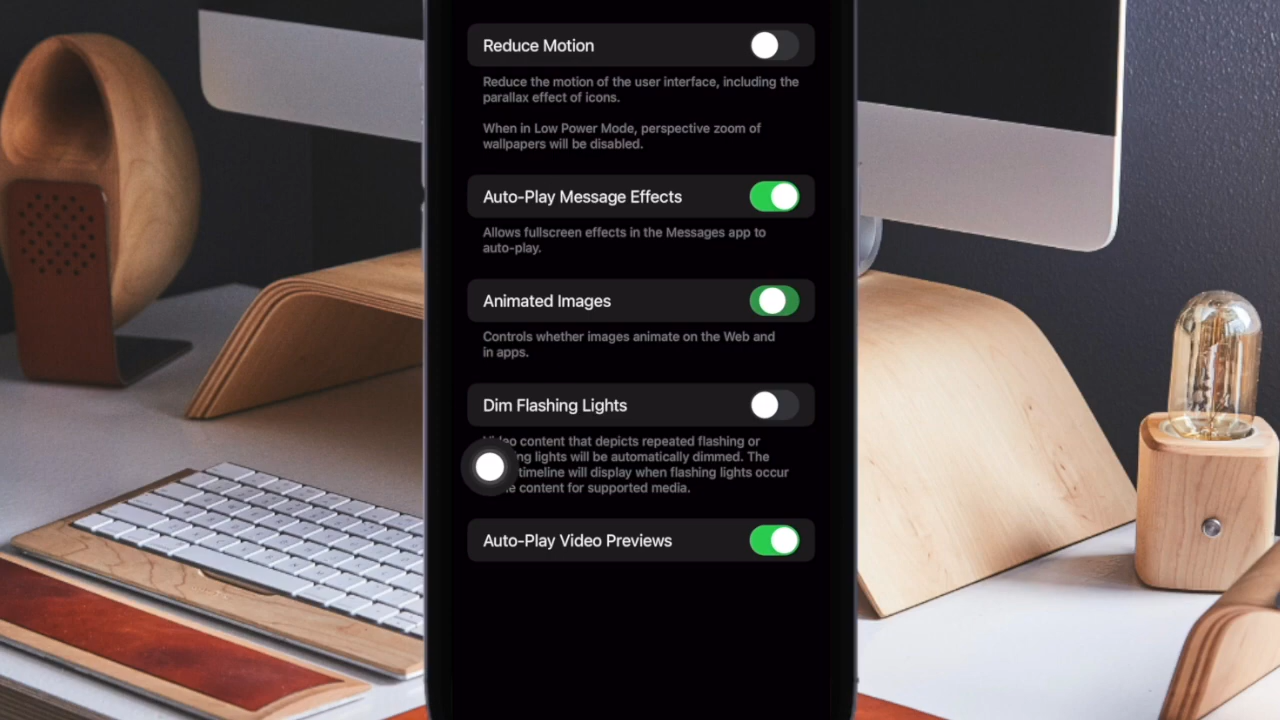 Reduce Motion
Reduce the motion of the user interface, including the
parallax effect of icons.
When in Low Power Mode, perspective zoom of
wallpapers will be disabled.
Auto-Play Message Effects
Allows fullscreen effects in the Messages app to
auto-play.
Animated Images
Controls whether images animate on the Web and
in apps.
Dim Flashing Lights
Video content that depicts repeated flashing or
lights will be automatically dimmed. The
timeline will display when flashing lights occur
content for supported media.
Auto-Play Video Previews